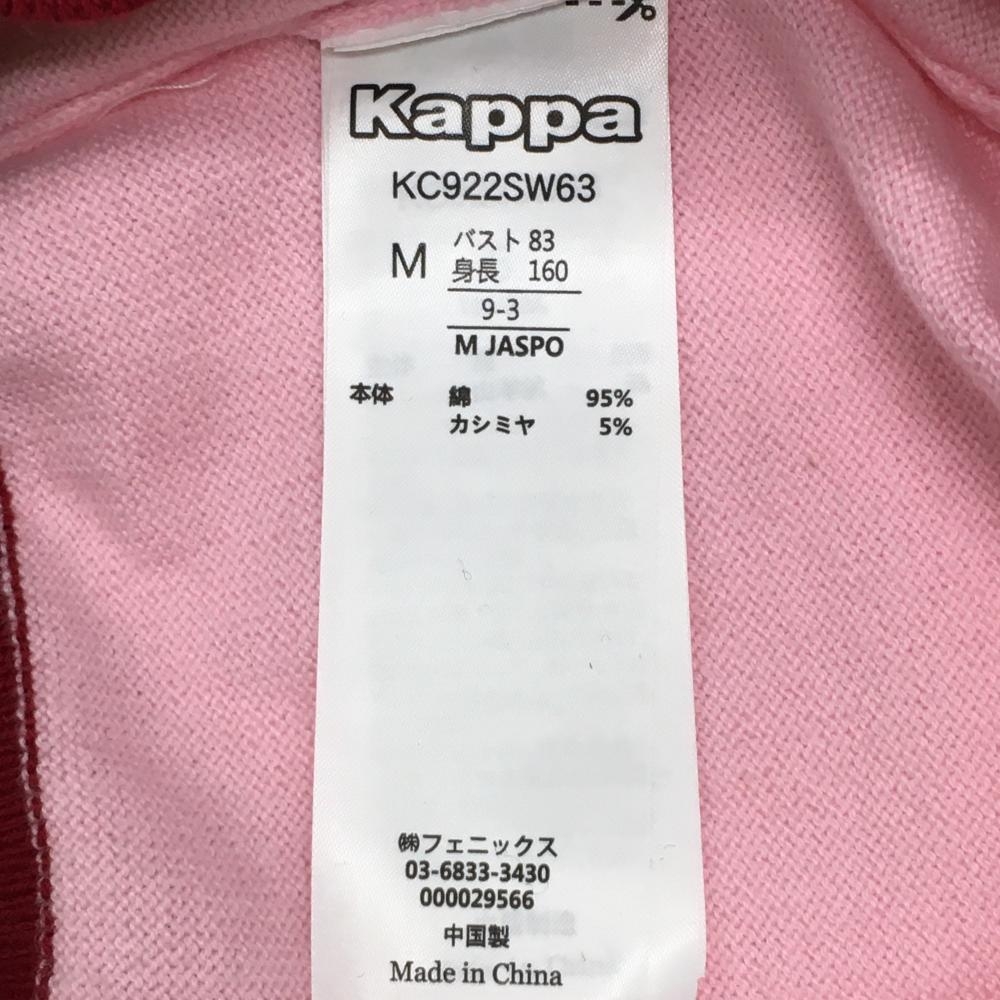 Kappa
KC922SW63
M バスト 83
身長 160
9-3
M JASPO
本体 綿 95%
カシミヤ 5%
㈱フェニックス
03-6833-3430
000029566
中国製
Made in China